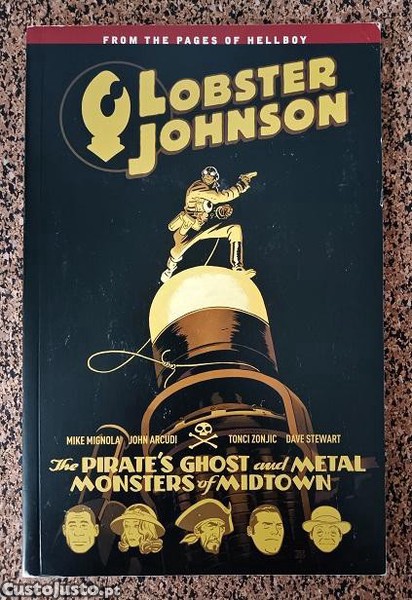 FROM THE PAGES OF HELLBOY
LOBSTER
JOHNSON
MIKE MIGNOLA JOHN ARCUDI TONCI ZONJIC DAVE STEWART
The PIRATE'S GHOST and METAL
MONSTERS of MIDTOWN
CustoJusto.pt